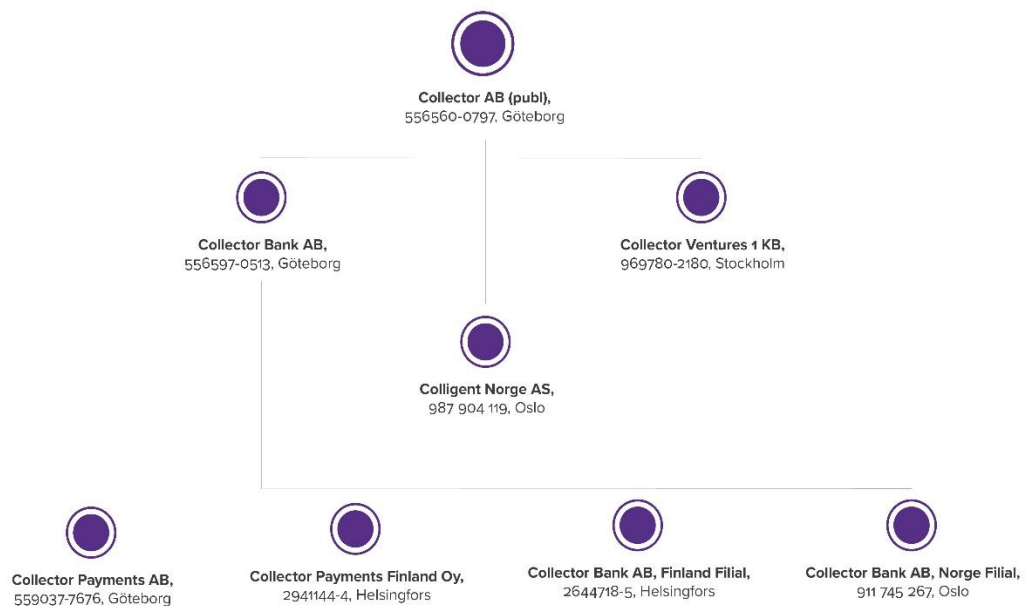 Collector AB (publ),
556560-0797, Göteborg
Collector Bank AB,
556597-0513, Göteborg
Collector Ventures 1 KB,
969780-2180, Stockholm
Colligent Norge AS,
987 904 119, Oslo
Collector Payments AB,
559037-7676, Göteborg
Collector Payments Finland Oy,
2941144-4, Helsingfors
Collector Bank AB, Finland Filial,
2644718-5, Helsingfors
Collector Bank AB, Norge Filial,
911 745 267, Oslo